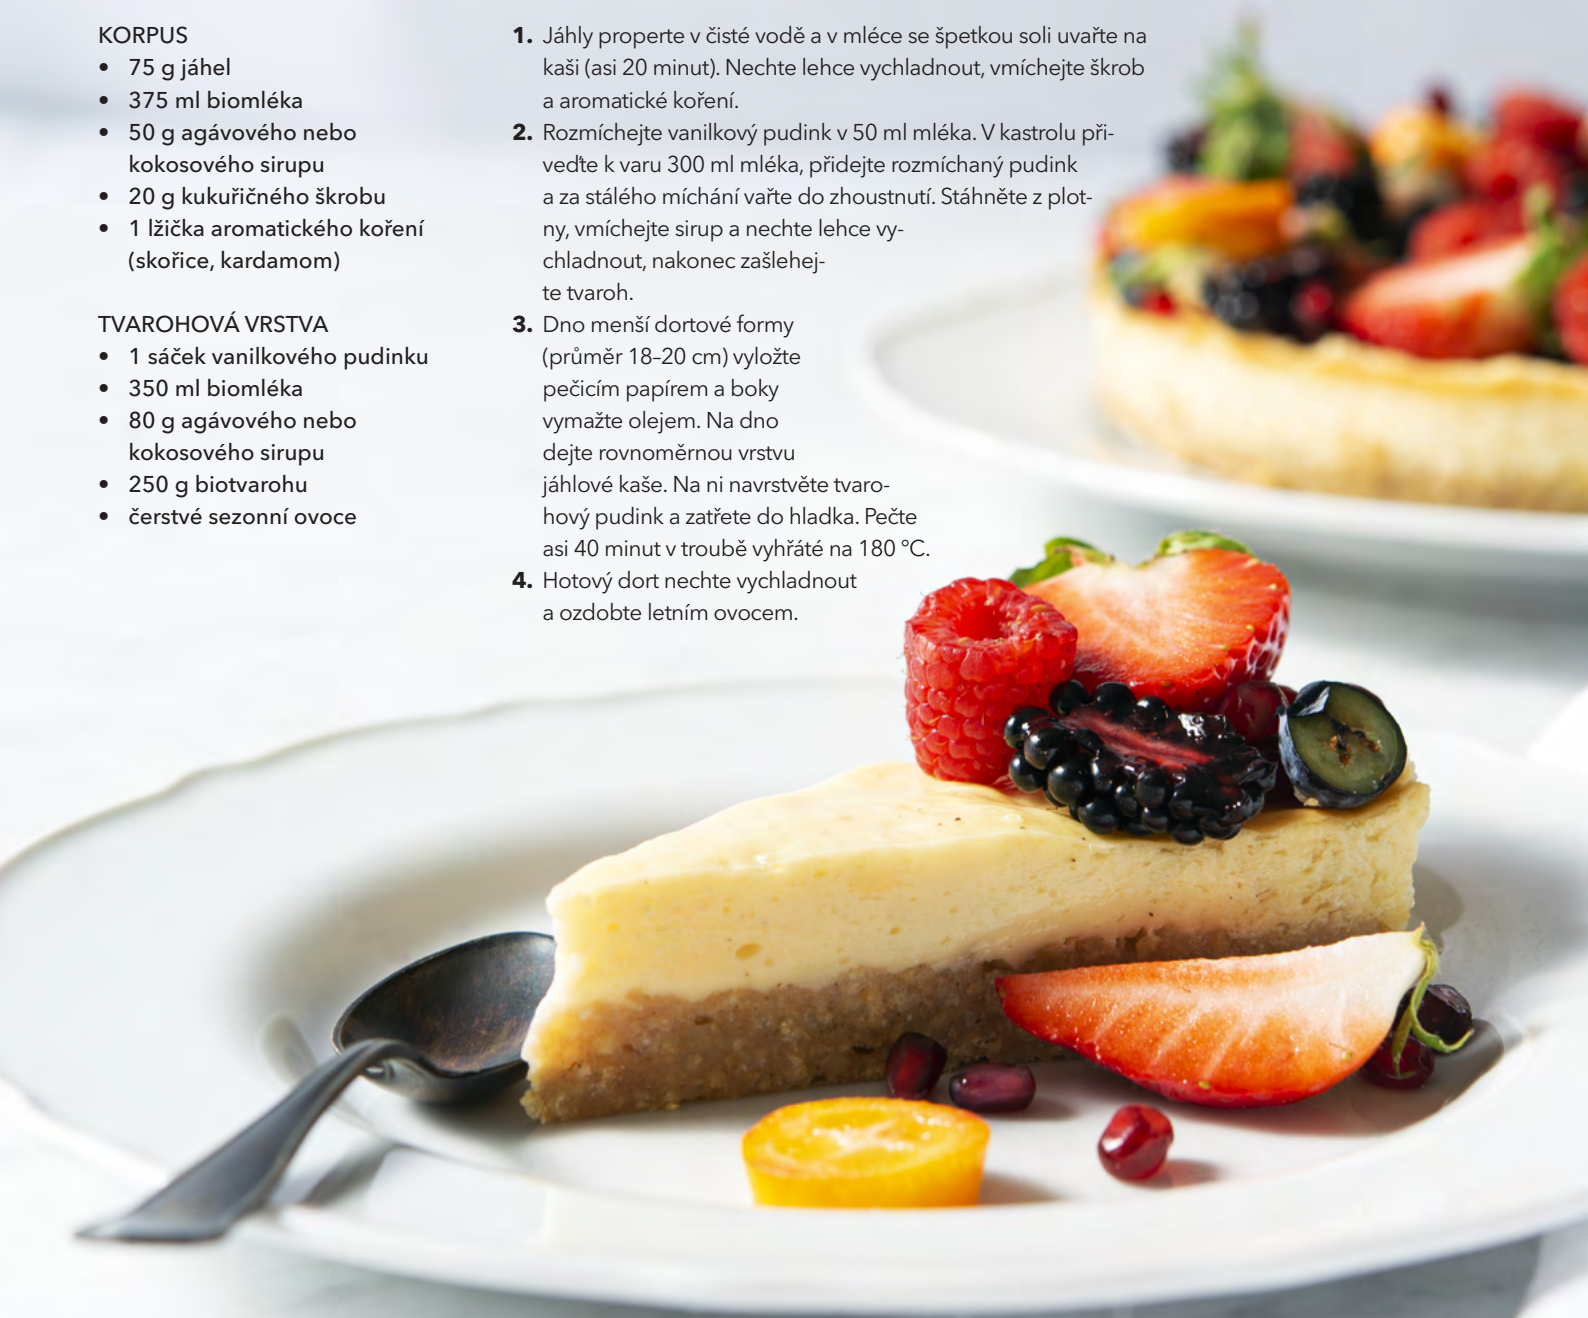 KORPUS
• 75 g jáhel
• 375 ml biomléka
• 50 g agávového nebo
kokosového sirupu
• 20 g kukuřičného škrobu
• 1 lžička aromatického koření
(skořice, kardamom)
TVAROHOVÁ VRSTVA
• 1 sáček vanilkového pudinku
• 350 ml biomléka
• 80 g agávového nebo
kokosového sirupu
• 250 g biotvarohu
• čerstvé sezonní ovoce
1. Jáhly properte v čisté vodě a v mléce se špetkou soli uvařte na
kaši (asi 20 minut). Nechte lehce vychladnout, vmíchejte škrob
a aromatické koření.
2. Rozmíchejte vanilkový pudink v 50 ml mléka. V kastrolu při-
veďte k varu 300 ml mléka, přidejte rozmíchaný pudink
a za stálého míchání vařte do zhoustnutí. Stáhněte z plot-
ny, vmíchejte sirup a nechte lehce vy-
chladnout, nakonec zašlehej-
te tvaroh.
3. Dno menší dortové formy
(průměr 18–20 cm) vyložte
pečicím papírem a boky
vymažte olejem. Na dno
dejte rovnoměrnou vrstvu
jáhlové kaše. Na ni navrstvěte tvaro-
hový pudink a zatřete do hladka. Pečte
asi 40 minut v troubě vyhřáté na 180 °C.
4. Hotový dort nechte vychladnout
a ozdobte letním ovocem.